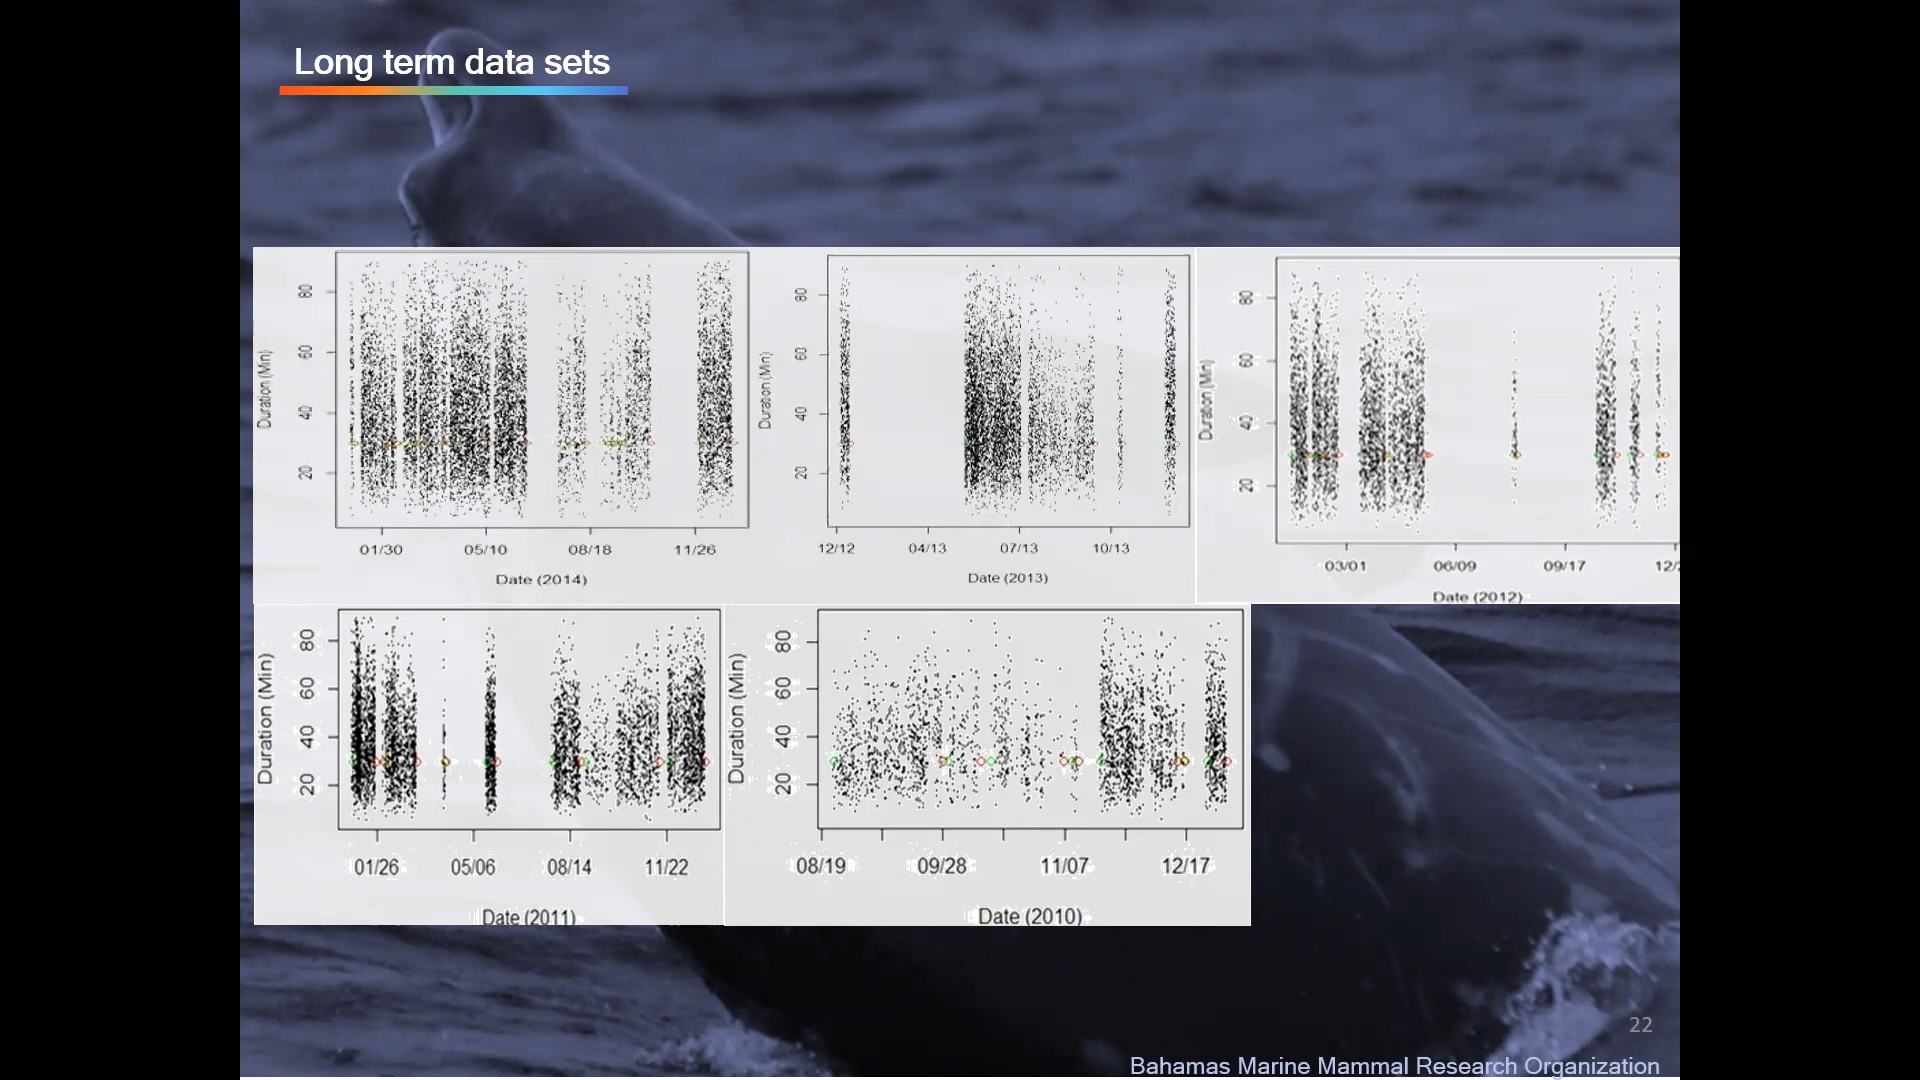 Long term data sets
Duration (Min)
80
60
40
20
01/30 05/10 08/18 11/26
Date (2014)
Duration (Min)
80
60
40
20
12/12 04/13 07/13 10/13
Date (2013)
Duration (Min)
80
60
40
20
03/01 06/09 09/17
Date (2012)
Duration (Min)
80
60
40
20
01/26 05/06 08/14 11/22
Date (2011)
Duration (Min)
80
60
40
20
08/19 09/28 11/07 12/17
Date (2010)
22
Bahamas Marine Mammal Research Organization